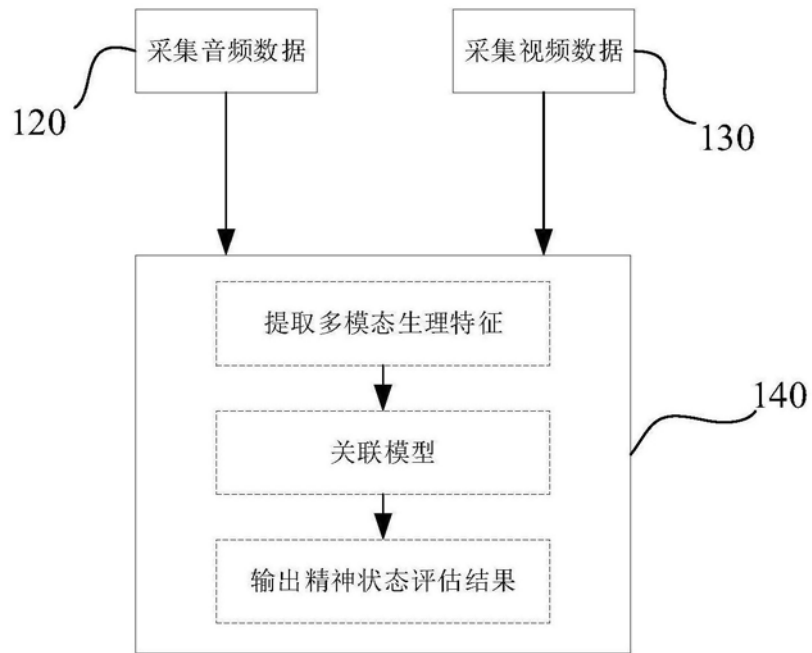 采集音频数据
采集视频数据
120
130
提取多模态生理特征
140
关联模型
输出精神状态评估结果